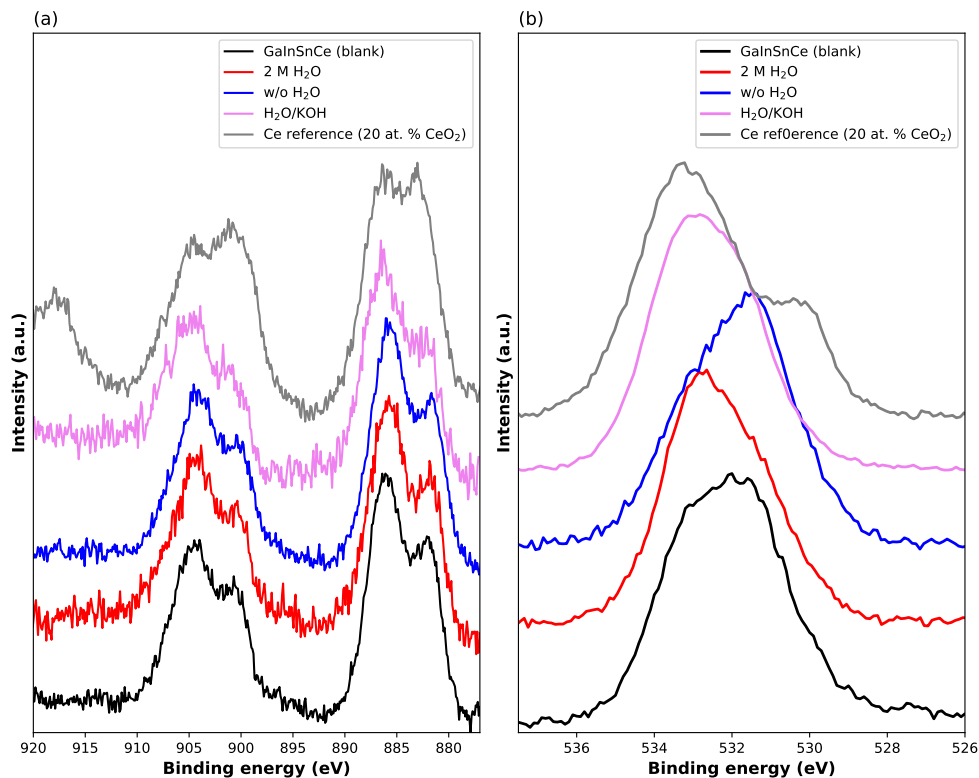 (a)
GaInSnCe (blank)
2 M H₂O
w/o H₂O
H₂O/KOH
Ce reference (20 at. % CeO₂)
Intensity (a.u.)
920 915 910 905 900 895 890 885 880
Binding energy (eV)
(b)
GaInSnCe (blank)
2 M H₂O
w/o H₂O
H₂O/KOH
Ce ref0erence (20 at. % CeO₂)
Intensity (a.u.)
536 534 532 530 528 526
Binding energy (eV)